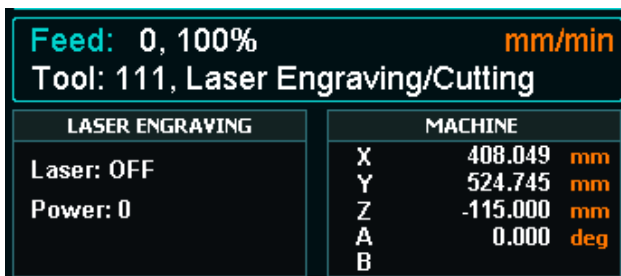 Feed: 0, 100% mm/min
Tool: 111, Laser Engraving/Cutting
LASER ENGRAVING
Laser: OFF
Power: 0
MACHINE
X 408.049 mm
Y 524.745 mm
Z -115.000 mm
A 0.000 deg
B